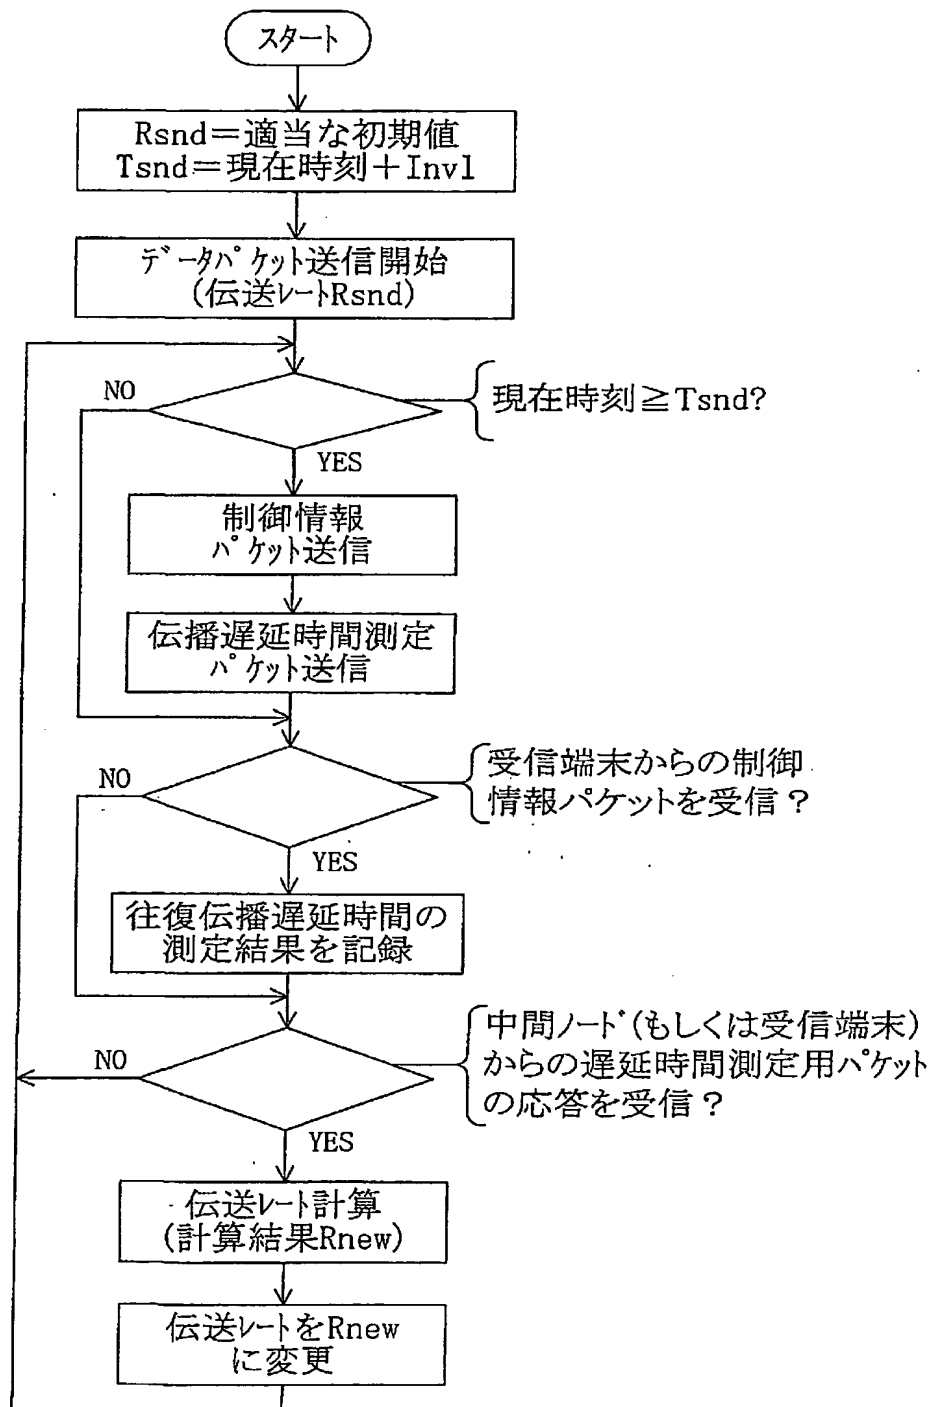 スタート
Rsnd=適当な初期値
Tsnd=現在時刻+Invl
データパケット送信開始
(伝送レートRsnd)
NO
現在時刻≧Tsnd?
YES
制御情報
パケット送信
伝播遅延時間測定
パケット送信
NO
受信端末からの制御
情報パケットを受信?
YES
往復伝播遅延時間の
測定結果を記録
NO
中間ノード(もしくは受信端末)
からの遅延時間測定用パケット
の応答を受信?
YES
伝送レート計算
(計算結果Rnew)
伝送レートをRnew
に変更